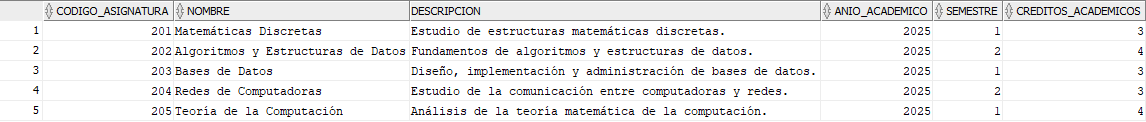 CODIGO_ASIGNATURA NOMBRE DESCRIPCION ANIO_ACADEMICO SEMESTRE CREDITOS_ACADEMICOS
1 201 Matemáticas Discretas Estudio de estructuras matemáticas discretas. 2025 1 3
2 202 Algoritmos y Estructuras de Datos Fundamentos de algoritmos y estructuras de datos. 2025 2 4
3 203 Bases de Datos Diseño, implementación y administración de bases de datos. 2025 1 3
4 204 Redes de Computadoras Estudio de la comunicación entre computadoras y redes. 2025 2 3
5 205 Teoría de la Computación Análisis de la teoría matemática de la computación. 2025 1 4